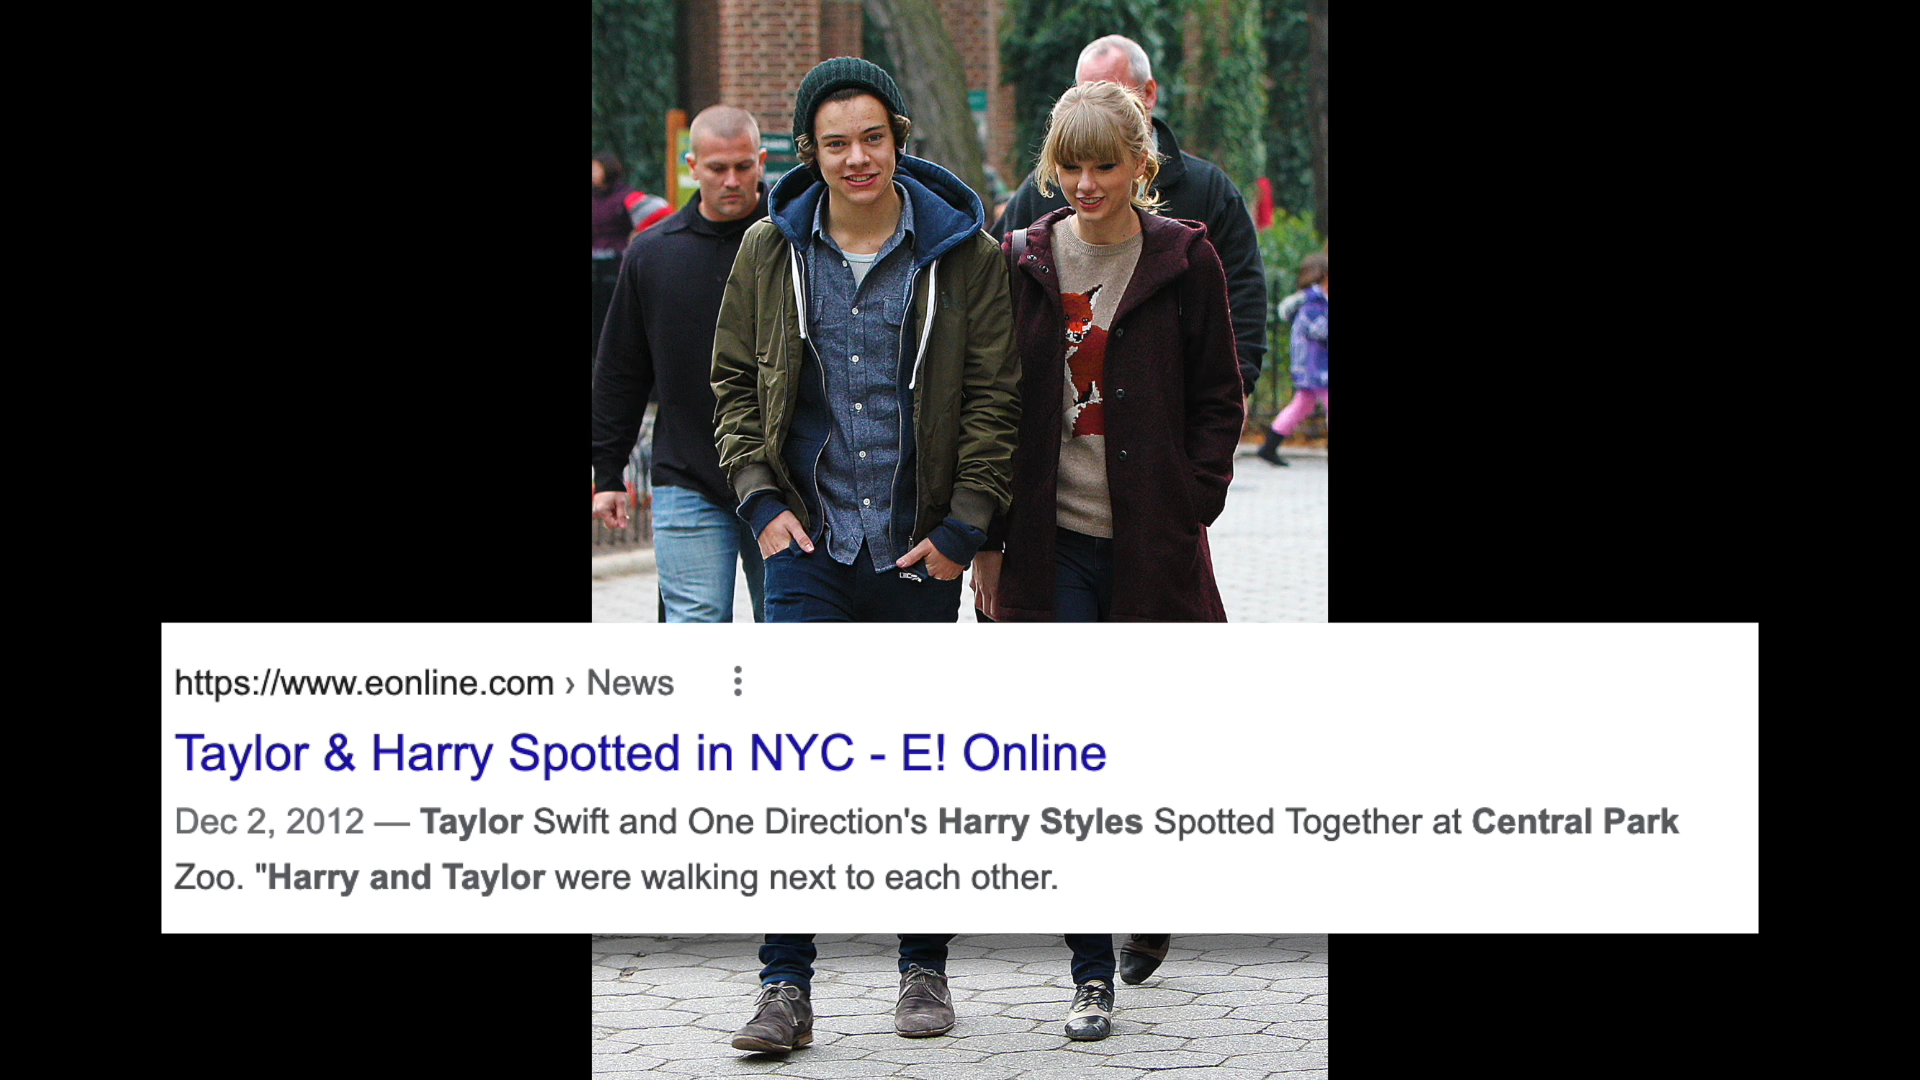 https://www.eonline.com › News
Taylor & Harry Spotted in NYC - E! Online
Dec 2, 2012 — Taylor Swift and One Direction's Harry Styles Spotted Together at Central Park
Zoo. "Harry and Taylor were walking next to each other.